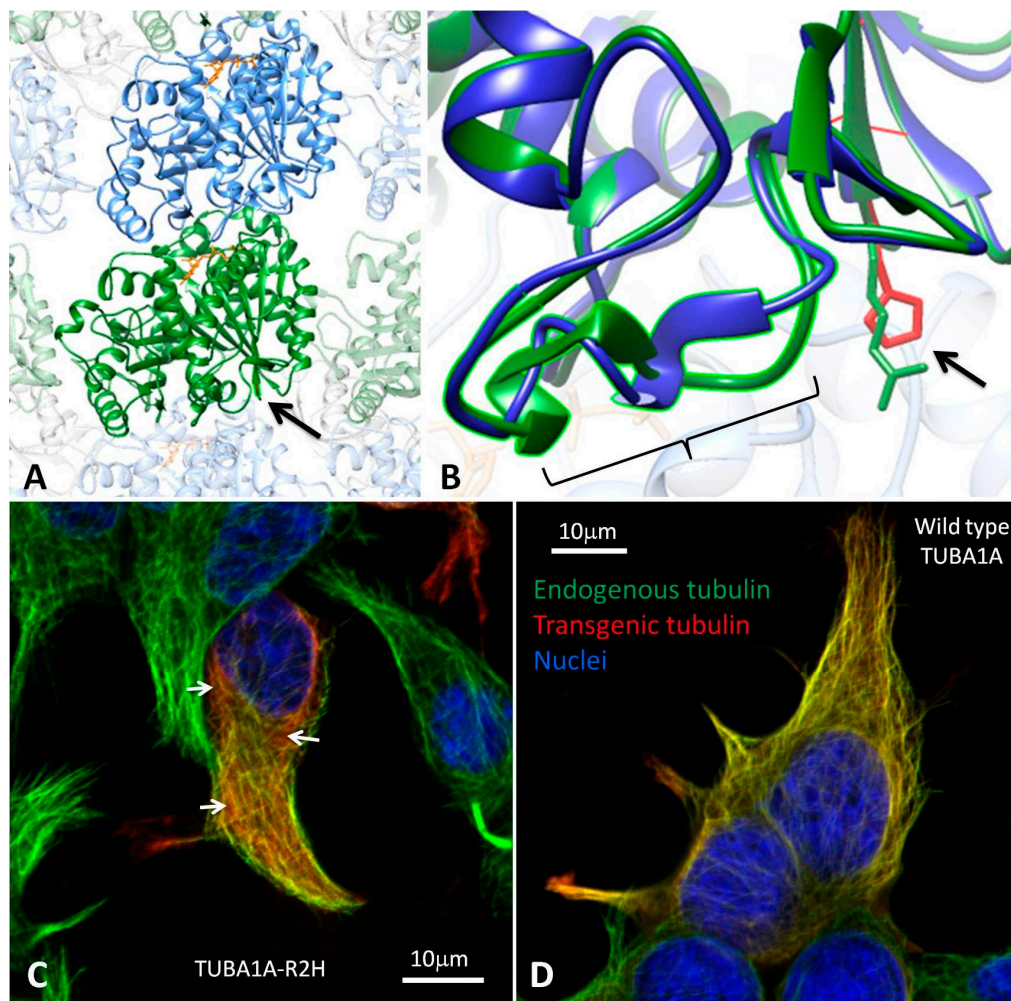 A
B
10μm
Wild type
TUBA1A
Endogenous tubulin
Transgenic tubulin
Nuclei
C
TUBA1A-R2H
10μm
D